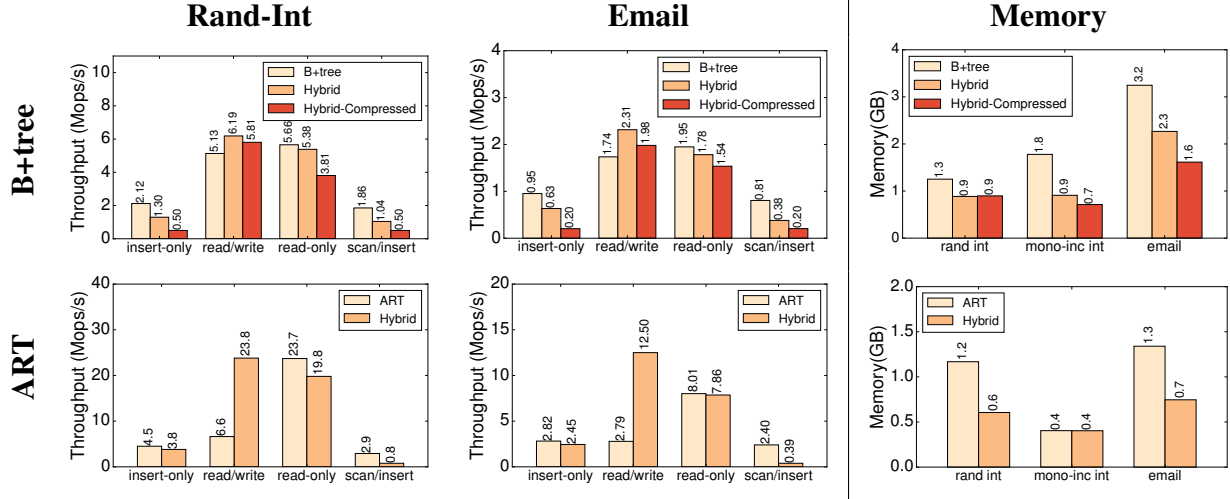 Rand-Int
Email
Memory
B+tree
Throughput (Mops/s)
10
8
6
4
2
0
B+tree
Hybrid
Hybrid-Compressed
2.12
1.30
0.50
5.13
6.19
5.81
5.66
5.38
3.81
1.86
1.04
0.50
insert-only read/write read-only scan/insert
Throughput (Mops/s)
4
3
2
1
0
B+tree
Hybrid
Hybrid-Compressed
0.95
0.63
0.20
1.74
2.31
1.98
1.95
1.78
1.54
0.81
0.38
0.20
insert-only read/write read-only scan/insert
Memory(GB)
4
3
2
1
0
B+tree
Hybrid
Hybrid-Compressed
1.3
0.9
0.9
1.8
0.9
0.7
3.2
2.3
1.6
rand int mono-inc int email
ART
Throughput (Mops/s)
40
30
20
10
0
ART
Hybrid
4.5
3.8
6.6
23.8
23.7
19.8
2.9
0.8
insert-only read/write read-only scan/insert
Throughput (Mops/s)
20
15
10
5
0
ART
Hybrid
2.82
2.45
2.79
12.50
8.01
7.86
2.40
0.39
insert-only read/write read-only scan/insert
Memory(GB)
2.0
1.5
1.0
0.5
0.0
ART
Hybrid
1.2
0.6
0.4
0.4
1.3
0.7
rand int mono-inc int email